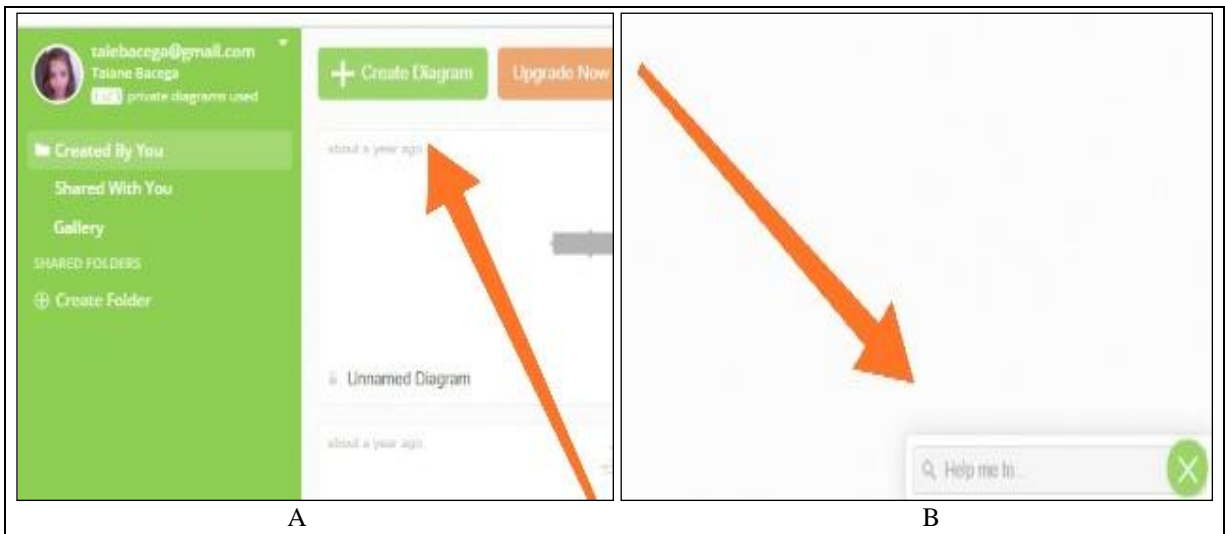 talebacega@gmail.com
Taiane Bacega
private diagrams used
Created By You
Shared With You
Gallery
SHARED FOLDERS
Create Folder
Create Diagram
Upgrade Now
about a year ago
Unnamed Diagram
about a year ago
Help me to...
A
B